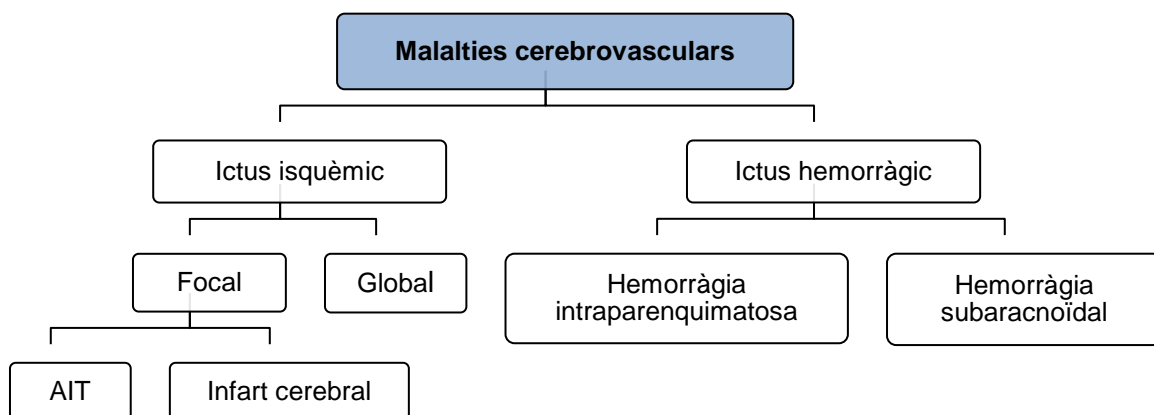 Malalties cerebrovasculars
Ictus isquèmic
Ictus hemorràgic
Focal
Global
Hemorràgia
intraparenquimatosa
Hemorràgia
subaracnoïdal
AIT
Infart cerebral